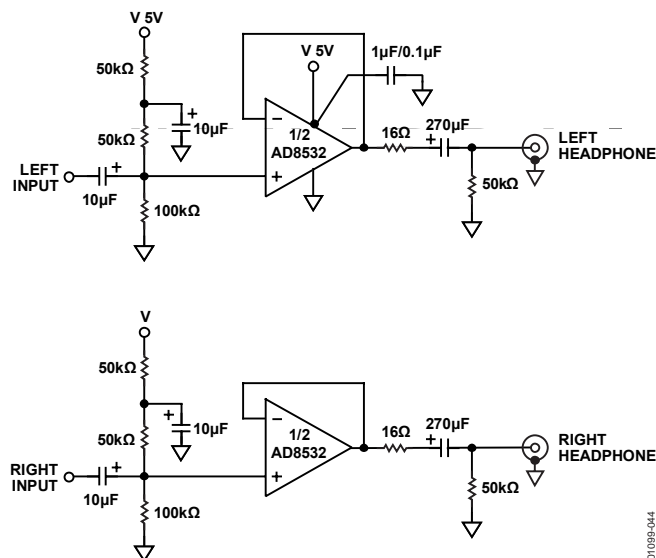 V 5V
50kΩ
V 5V
1µF/0.1µF
50kΩ
10µF
1/2
AD8532
16Ω
270µF
LEFT
HEADPHONE
LEFT
INPUT
10µF
100kΩ
50kΩ
V
50kΩ
10µF
50kΩ
1/2
AD8532
16Ω
270µF
RIGHT
HEADPHONE
RIGHT
INPUT
10µF
100kΩ
50kΩ
01099-044